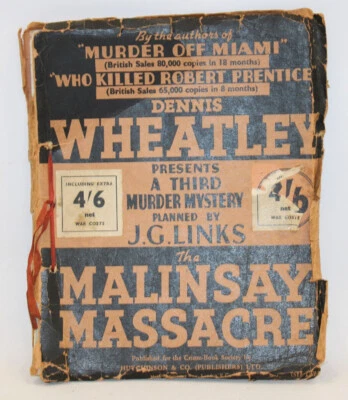 By the authors of
"MURDER OFF MIAMI"
(British Sales 80,000 copies in 18 months)
"WHO KILLED ROBERT PRENTICE
(British Sales 65,000 copies in 8 months)
DENNIS
WHEATLEY
PRESENTS
A THIRD
MURDER MYSTERY
PLANNED BY
J.G. LINKS
INCLUDING EXTRA
4/6
net
WAR COSTS
4/6
net
WAR COSTS
The
MALINSAY
MASSACRE
Published for the Crime-Book Society by
HUTCHINSON & CO. (PUBLISHERS) LTD.